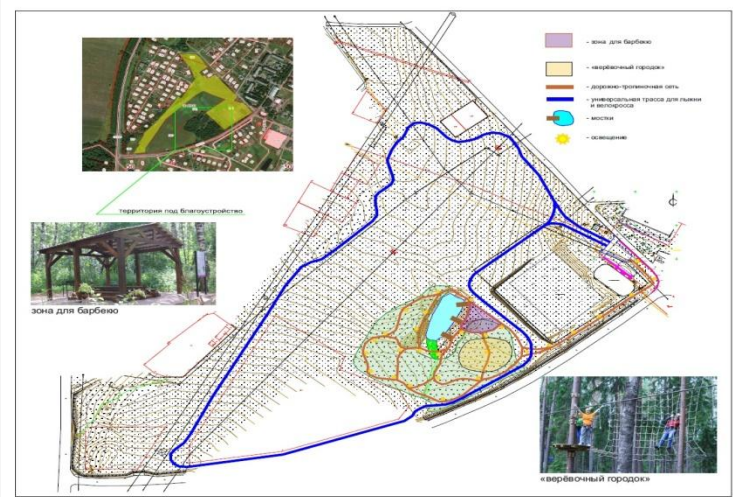 - зона для барбекю
- «верёвочный городок»
- дорожно-тропиночная сеть
- универсальная трасса для лыжни
и велокросса
- мостки
- освещение
территория под благоустройство
зона для барбекю
«верёвочный городок»